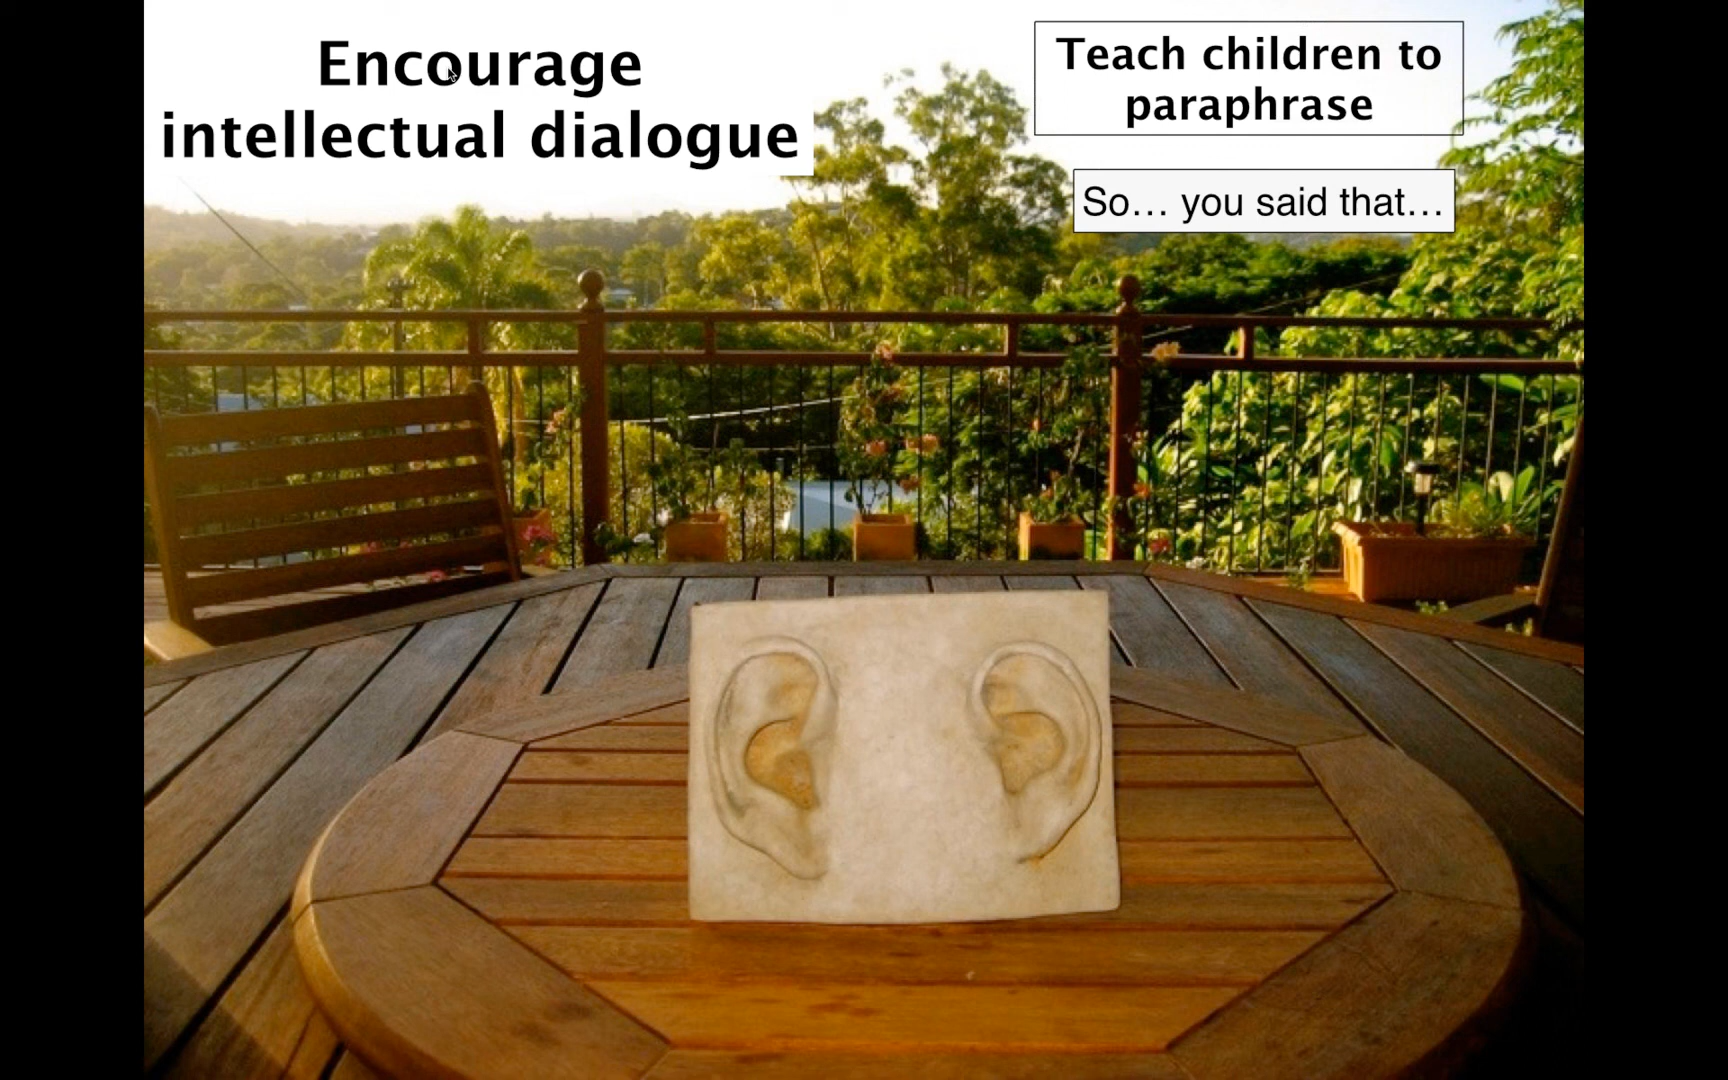 Encourage
intellectual dialogue
Teach children to
paraphrase
So... you said that...